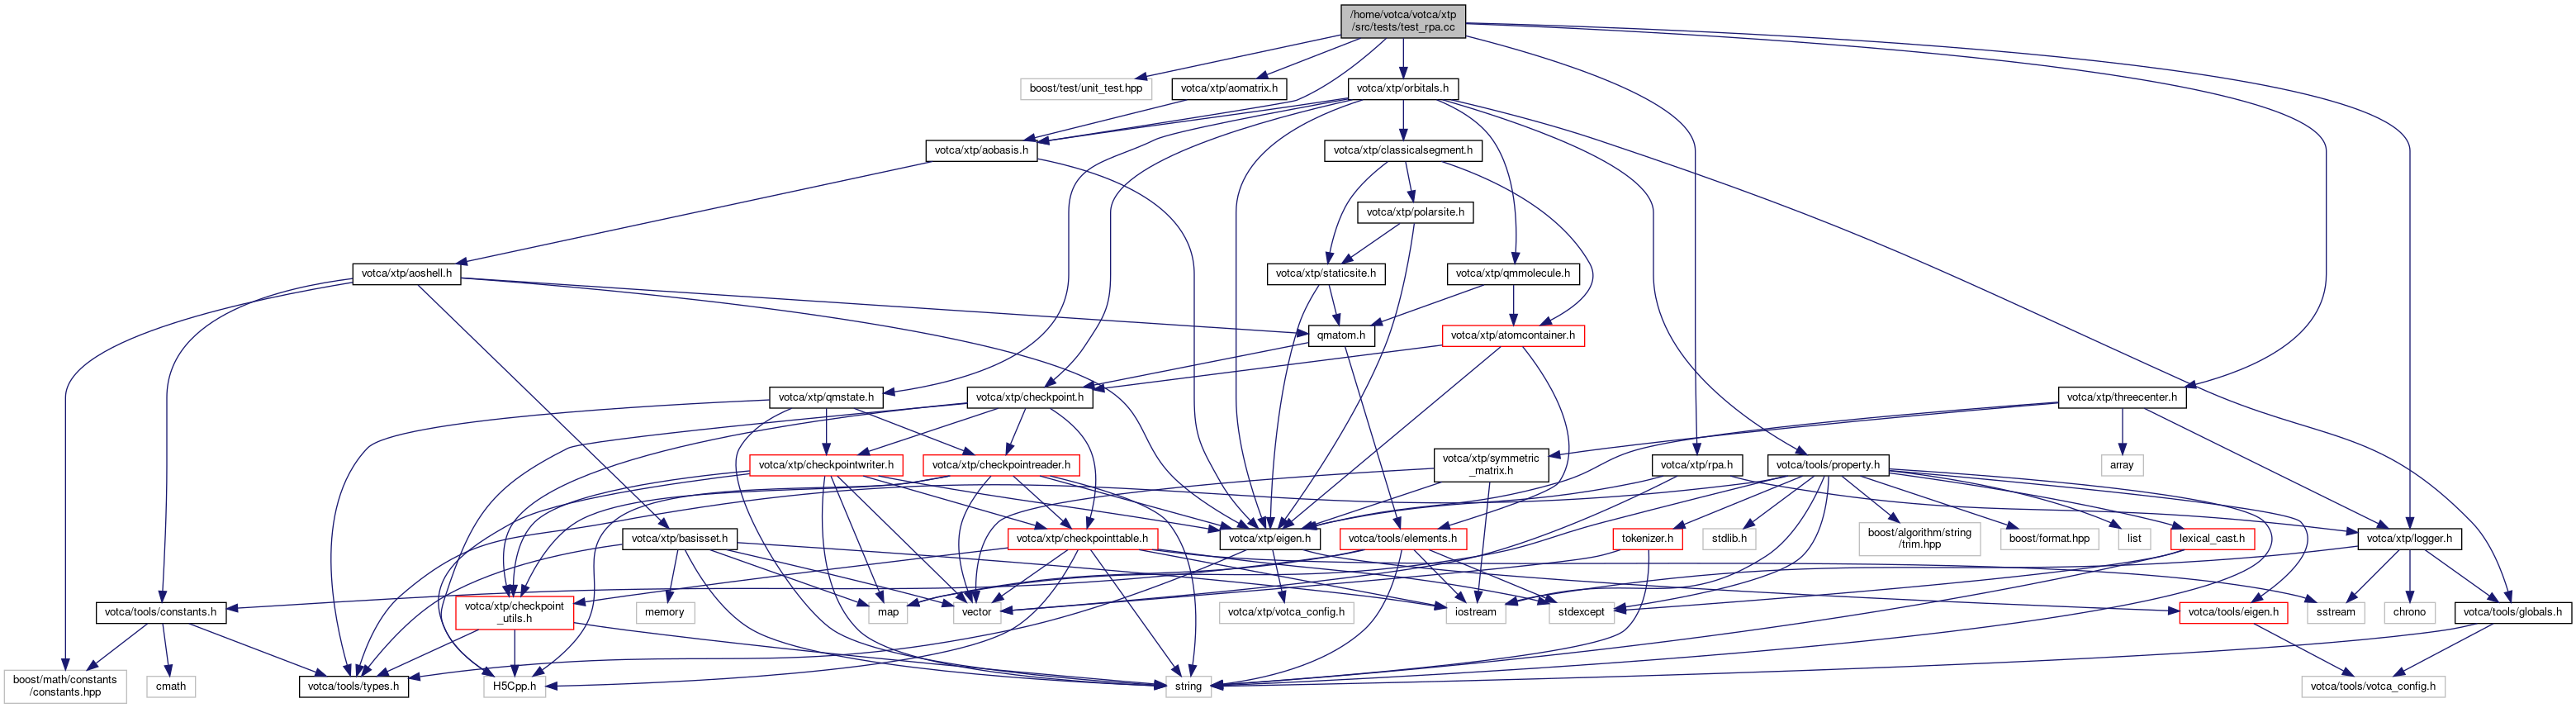 /home/votca/votca/xtp
/src/tests/test_rpa.cc
boost/test/unit_test.hpp
votca/xtp/aomatrix.h
votca/xtp/orbitals.h
votca/xtp/aobasis.h
votca/xtp/classicalsegment.h
votca/xtp/polarsite.h
votca/xtp/aoshell.h
votca/xtp/staticsite.h
votca/xtp/qmmolecule.h
qmatom.h
votca/xtp/atomcontainer.h
votca/xtp/qmstate.h
votca/xtp/checkpoint.h
votca/xtp/threecenter.h
votca/xtp/checkpointwriter.h
votca/xtp/checkpointreader.h
votca/xtp/symmetric
_matrix.h
votca/xtp/rpa.h
votca/tools/property.h
array
votca/xtp/basisset.h
votca/xtp/checkpointtable.h
votca/xtp/eigen.h
votca/tools/elements.h
tokenizer.h
stdlib.h
boost/algorithm/string
/trim.hpp
boost/format.hpp
list
lexical_cast.h
votca/xtp/logger.h
votca/tools/constants.h
votca/xtp/checkpoint
_utils.h
memory
map
vector
votca/xtp/votca_config.h
iostream
stdexcept
votca/tools/eigen.h
sstream
chrono
votca/tools/globals.h
boost/math/constants
/constants.hpp
cmath
votca/tools/types.h
H5Cpp.h
string
votca/tools/votca_config.h